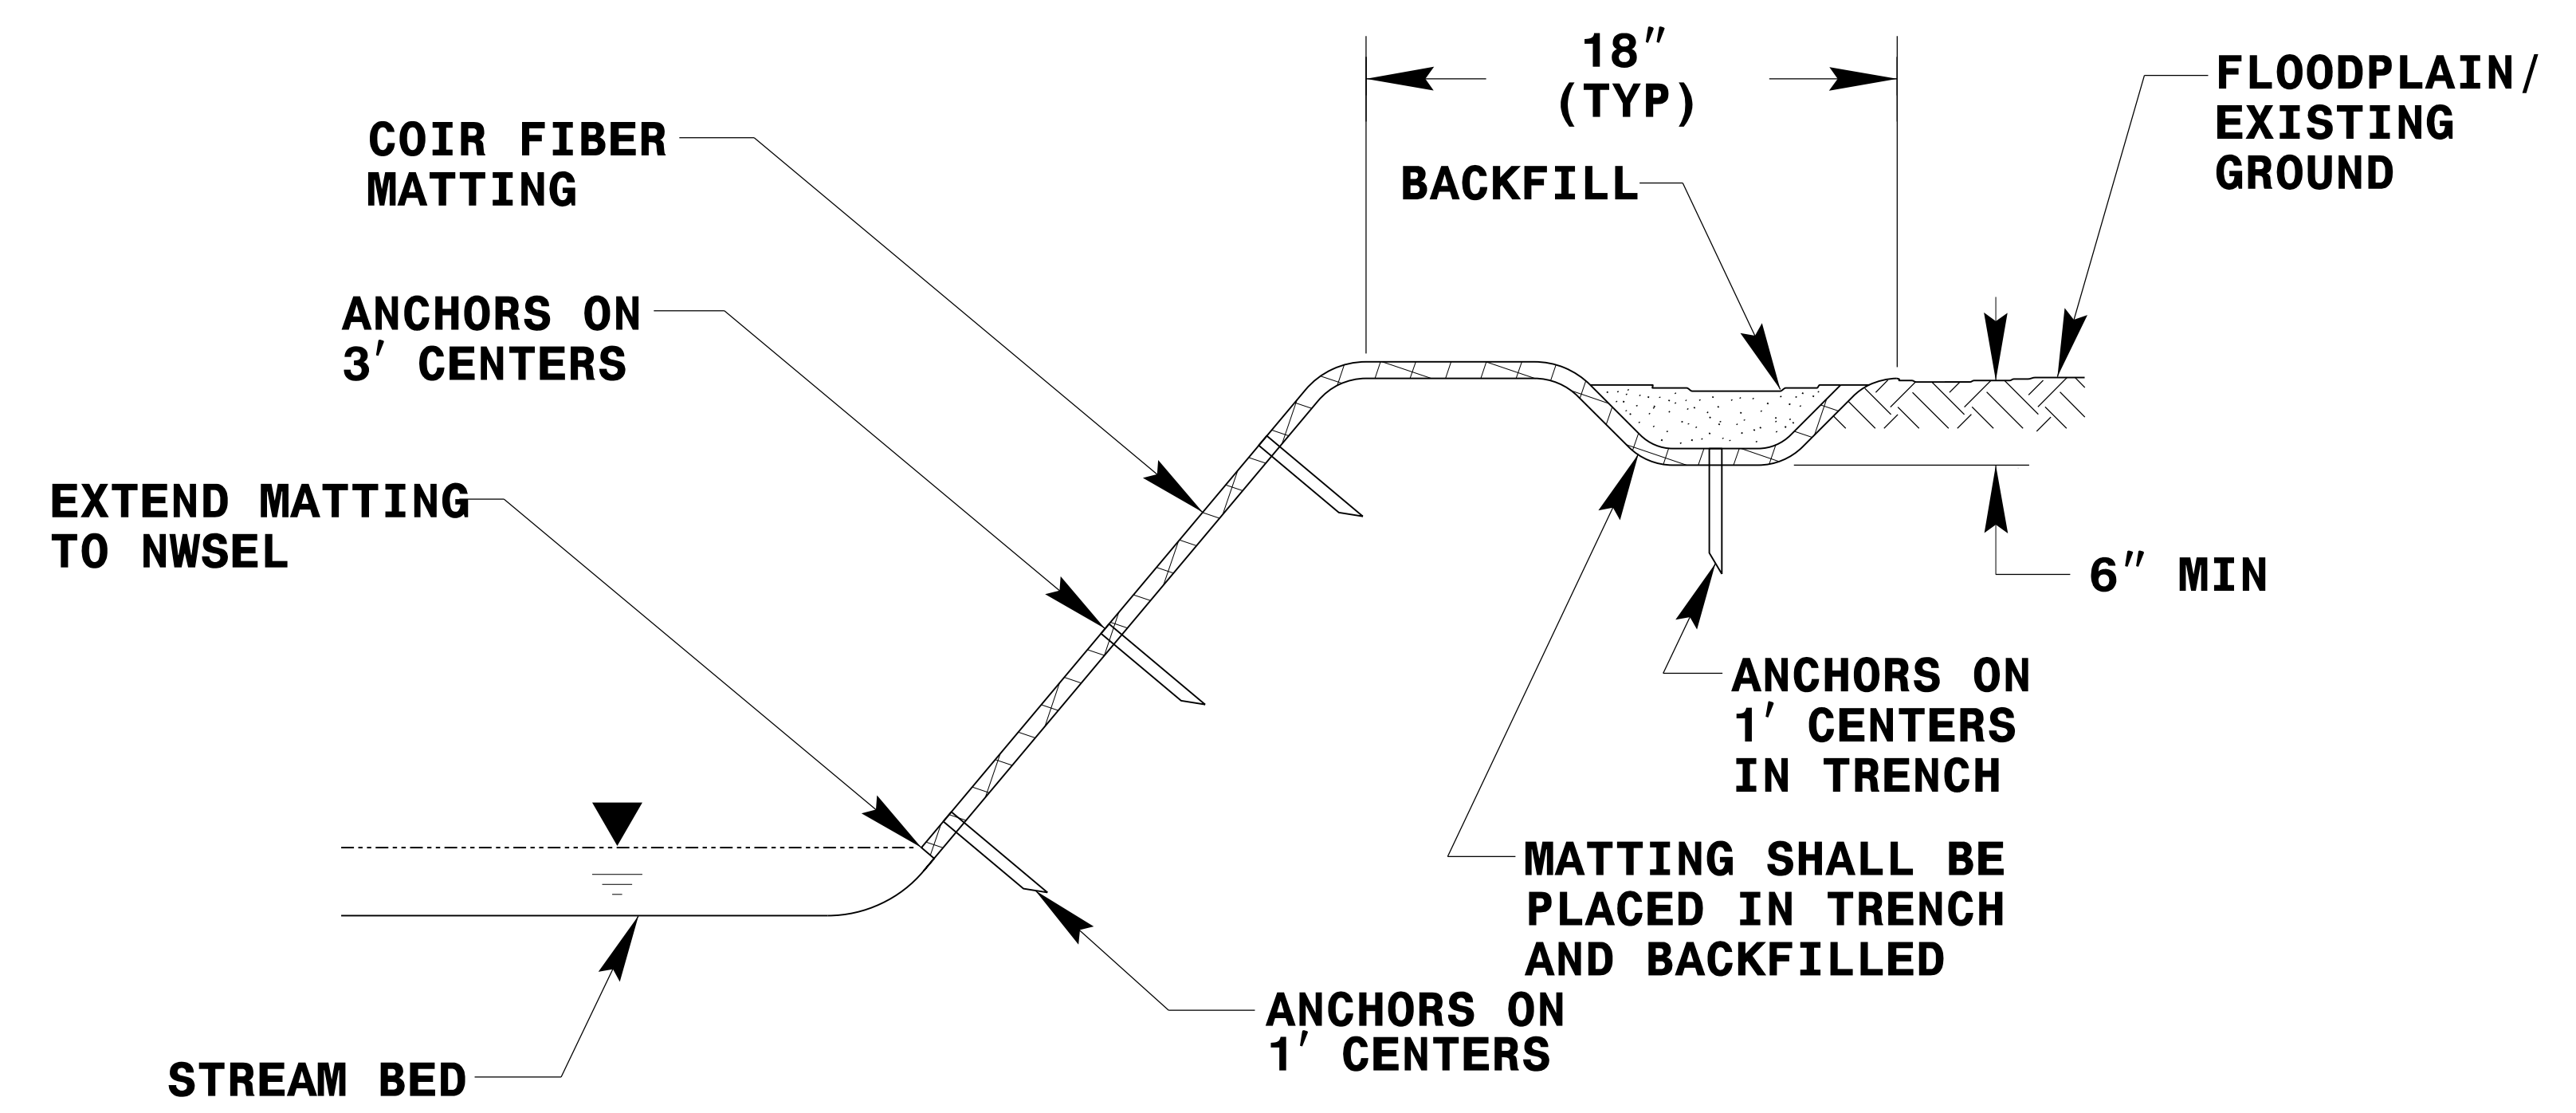 18" 
(TYP)
FLOODPLAIN/
EXISTING
GROUND
COIR FIBER
MATTING
BACKFILL
ANCHORS ON
3' CENTERS
EXTEND MATTING
TO NWSEL
6" MIN
ANCHORS ON
1' CENTERS
IN TRENCH
MATTING SHALL BE
PLACED IN TRENCH
AND BACKFILLED
ANCHORS ON
1' CENTERS
STREAM BED